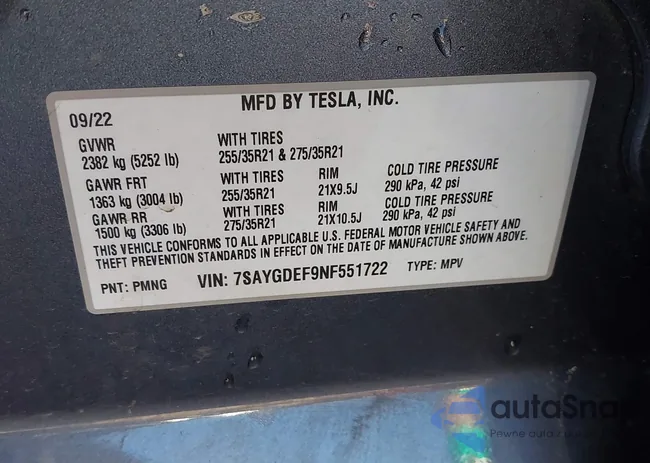 MFD BY TESLA, INC.
09/22
GVWR WITH TIRES
2382 kg (5252 lb) 255/35R21 & 275/35R21
GAWR FRT WITH TIRES RIM COLD TIRE PRESSURE
1363 kg (3004 lb) 255/35R21 21X9.5J 290 kPa, 42 psi
GAWR RR WITH TIRES RIM COLD TIRE PRESSURE
1500 kg (3306 lb) 275/35R21 21X10.5J 290 kPa, 42 psi
THIS VEHICLE CONFORMS TO ALL APPLICABLE U.S. FEDERAL MOTOR VEHICLE SAFETY AND
THEFT PREVENTION STANDARDS IN EFFECT ON THE DATE OF MANUFACTURE SHOWN ABOVE.
PNT: PMNG VIN: 7SAYGDEF9NF551722 TYPE: MPV
autaSna
Pewne auta